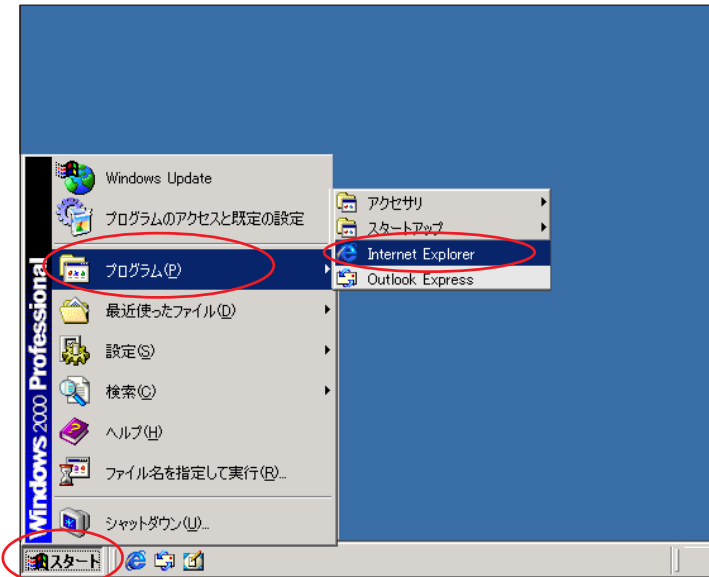 Windows Update
プログラムのアクセスと既定の設定
プログラム(P)
最近使ったファイル(D)
設定(S)
検索(C)
ヘルプ(H)
ファイル名を指定して実行(R)...
シャットダウン(U)...
Windows 2000 Professional
アクセサリ
スタートアップ
Internet Explorer
Outlook Express
スタート